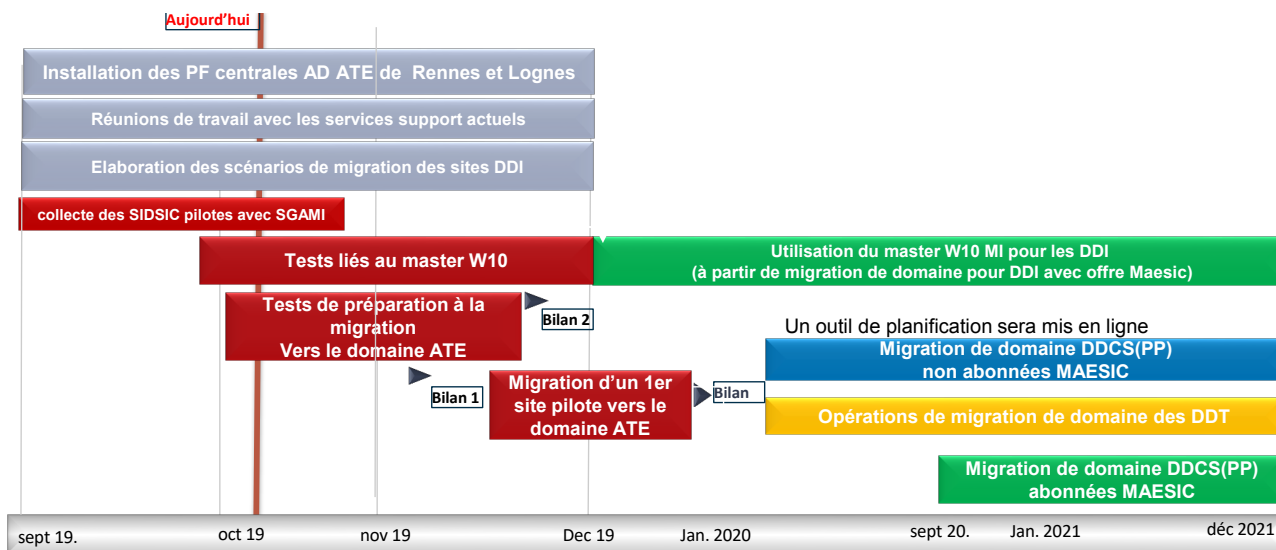 Aujourd'hui
Installation des PF centrales AD ATE de Rennes et Lognes
Réunions de travail avec les services support actuels
Elaboration des scénarios de migration des sites DDI
collecte des SIDSIC pilotes avec SGAMI
Tests liés au master W10
Utilisation du master W10 MI pour les DDI
(à partir de migration de domaine pour DDI avec offre Maesic)
Tests de préparation à la
migration
Vers le domaine ATE
Bilan 2
Un outil de planification sera mis en ligne
Migration de domaine DDCS(PP)
non abonnées MAESIC
Bilan 1
Migration d'un 1er
site pilote vers le
domaine ATE
Bilan
Opérations de migration de domaine des DDT
Migration de domaine DDCS(PP)
abonnées MAESIC
sept 19.
oct 19
nov 19
Dec 19
Jan. 2020
sept 20.
Jan. 2021
déc 2021